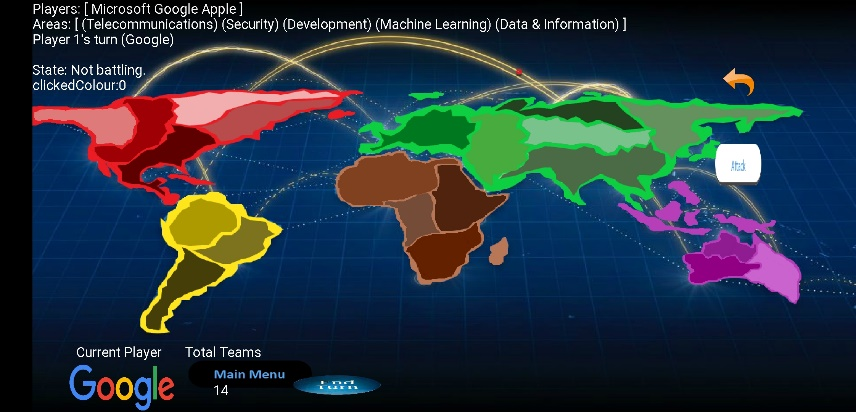 Players: [ Microsoft Google Apple ]
Areas: [ (Telecommunications) (Security) (Development) (Machine Learning) (Data & Information) ]
Player 1's turn (Google)
State: Not battling.
clickedColour:0
Attack
Current Player Total Teams
Google
Main Menu
14
End Turn